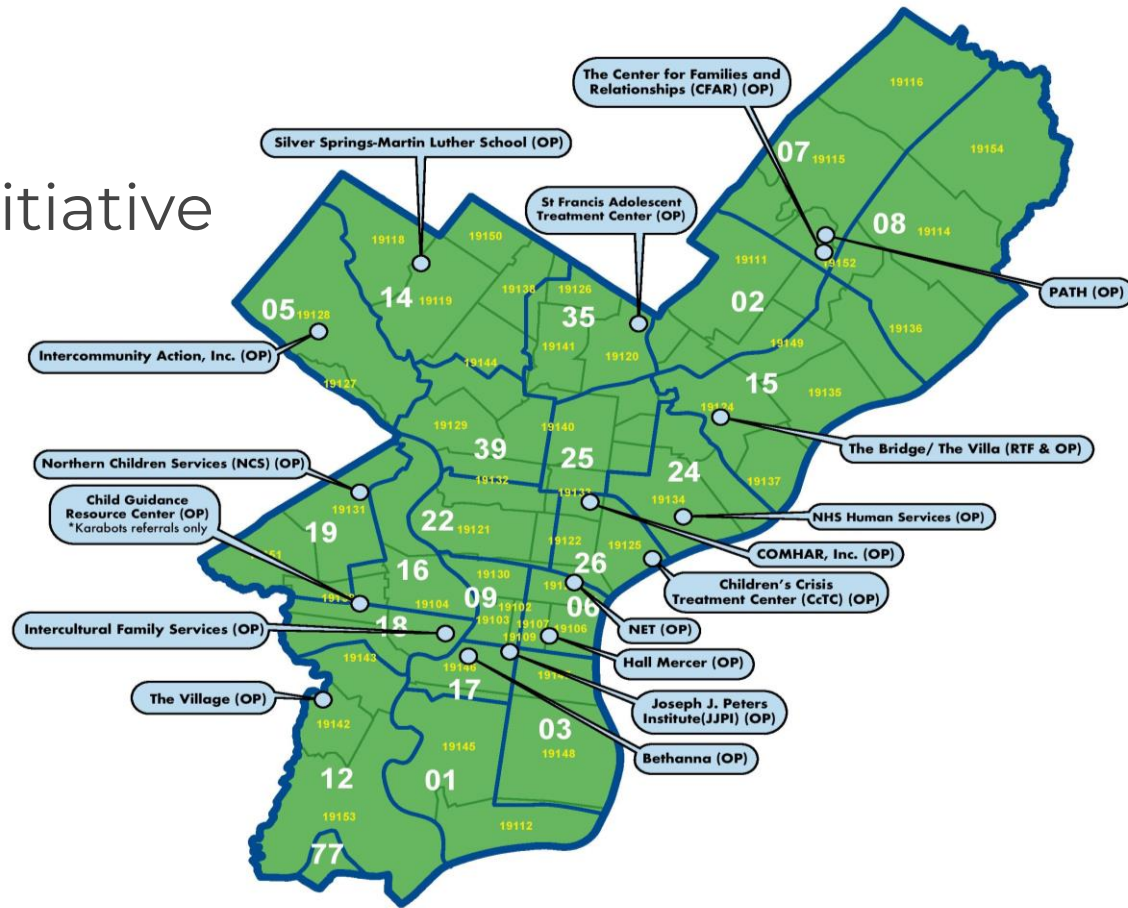 itiative
The Center for Families and
Relationships (CFAR) (OP)
Silver Springs-Martin Luther School (OP)
St Francis Adolescent
Treatment Center (OP)
PATH (OP)
Intercommunity Action, Inc. (OP)
The Bridge/ The Villa (RTF & OP)
Northern Children Services (NCS) (OP)
Child Guidance
Resource Center (OP)
*Karabots referrals only
NHS Human Services (OP)
COMHAR, Inc. (OP)
Children's Crisis
Treatment Center (CcTC) (OP)
Intercultural Family Services (OP)
NET (OP)
Hall Mercer (OP)
The Village (OP)
Joseph J. Peters
Institute(JJPI) (OP)
Bethanna (OP)
19116
07
19115
19154
08
19114
19152
19111
02
19136
19149
15
19135
19124
19137
19118
19150
14
19119
19138
19126
35
19141
19120
05
19128
19127
19144
19129
39
19140
25
19132
19133
24
19134
19131
19
22
19121
19122
26
19125
16
19104
19130
09
19102
19103
06
19107
19106
19109
18
19143
19146
17
19142
12
19153
77
19145
01
03
19148
19112